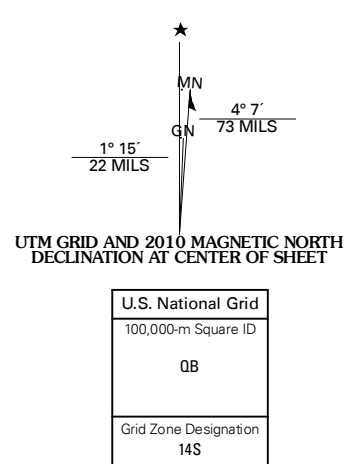 ★
MN
4° 7´
73 MILS
GN
1° 15´
22 MILS
UTM GRID AND 2010 MAGNETIC NORTH
DECLINATION AT CENTER OF SHEET
U.S. National Grid
100,000-m Square ID
QB
Grid Zone Designation
14S